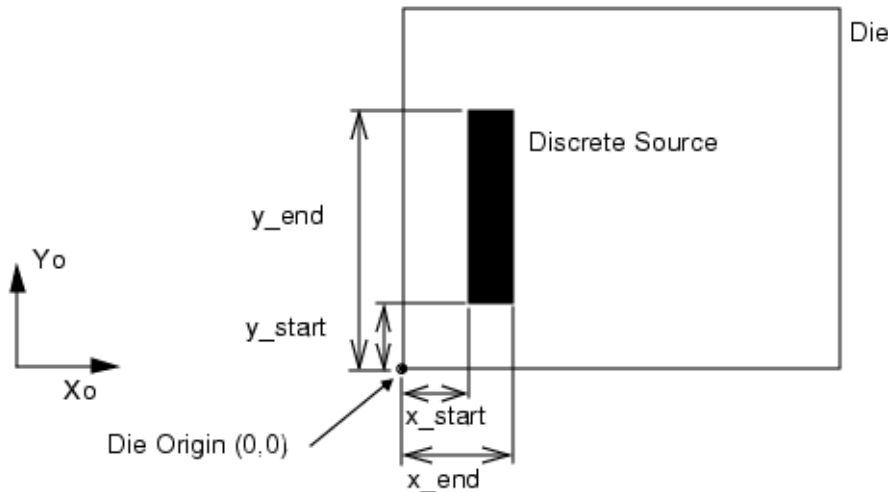 Die
Discrete Source
y_end
Yo
y_start
Xo
x_start
Die Origin (0,0)
x_end